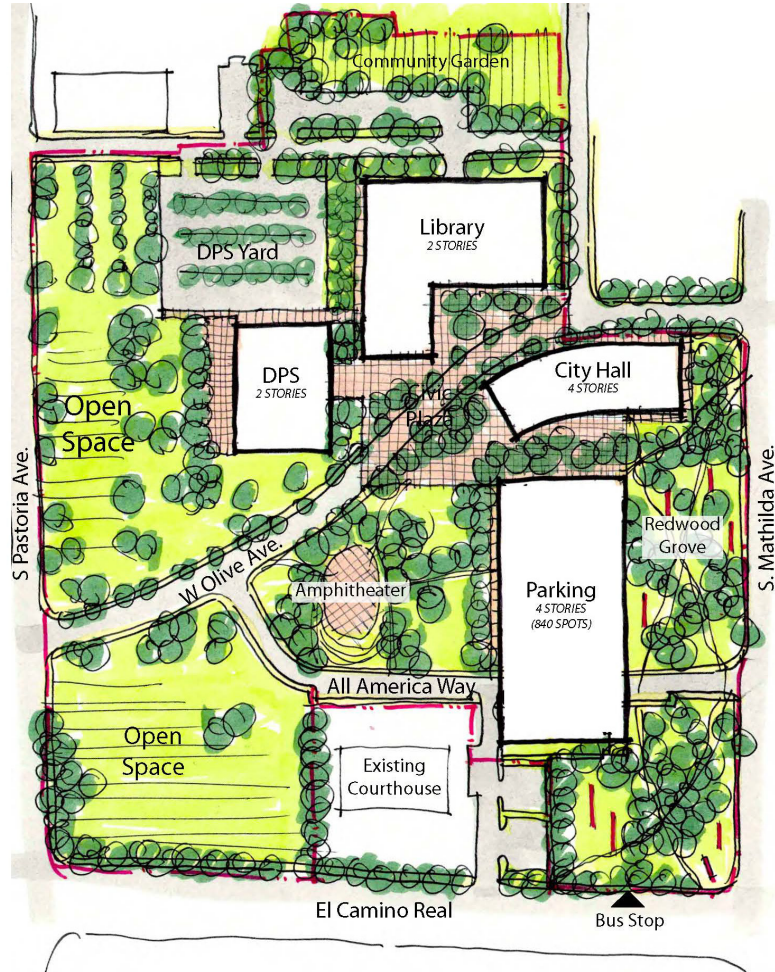 Community Garden
Library
2 STORIES
DPS Yard
City Hall
4 STORIES
DPS
2 STORIES
Civic
Plaza
Open
Space
S Pastoria Ave.
S. Mathilda Ave.
Redwood
Grove
W Olive Ave.
Amphitheater
Parking
4 STORIES
(840 SPOTS)
All America Way
Open
Space
Existing
Courthouse
El Camino Real
Bus Stop